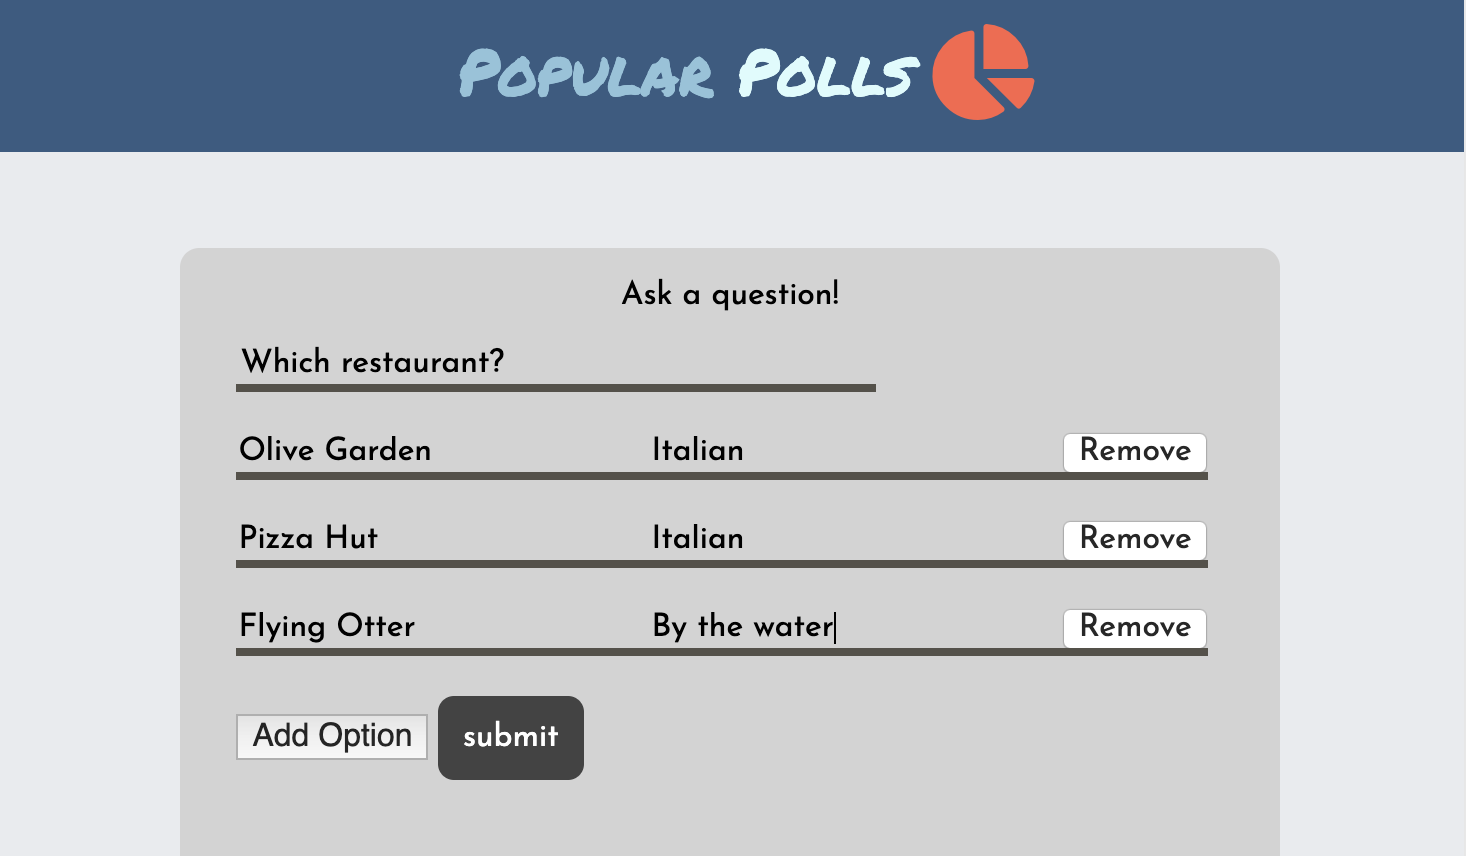 Popular Polls
Ask a question!
Which restaurant?
Olive Garden Italian Remove
Pizza Hut Italian Remove
Flying Otter By the water Remove
Add Option submit